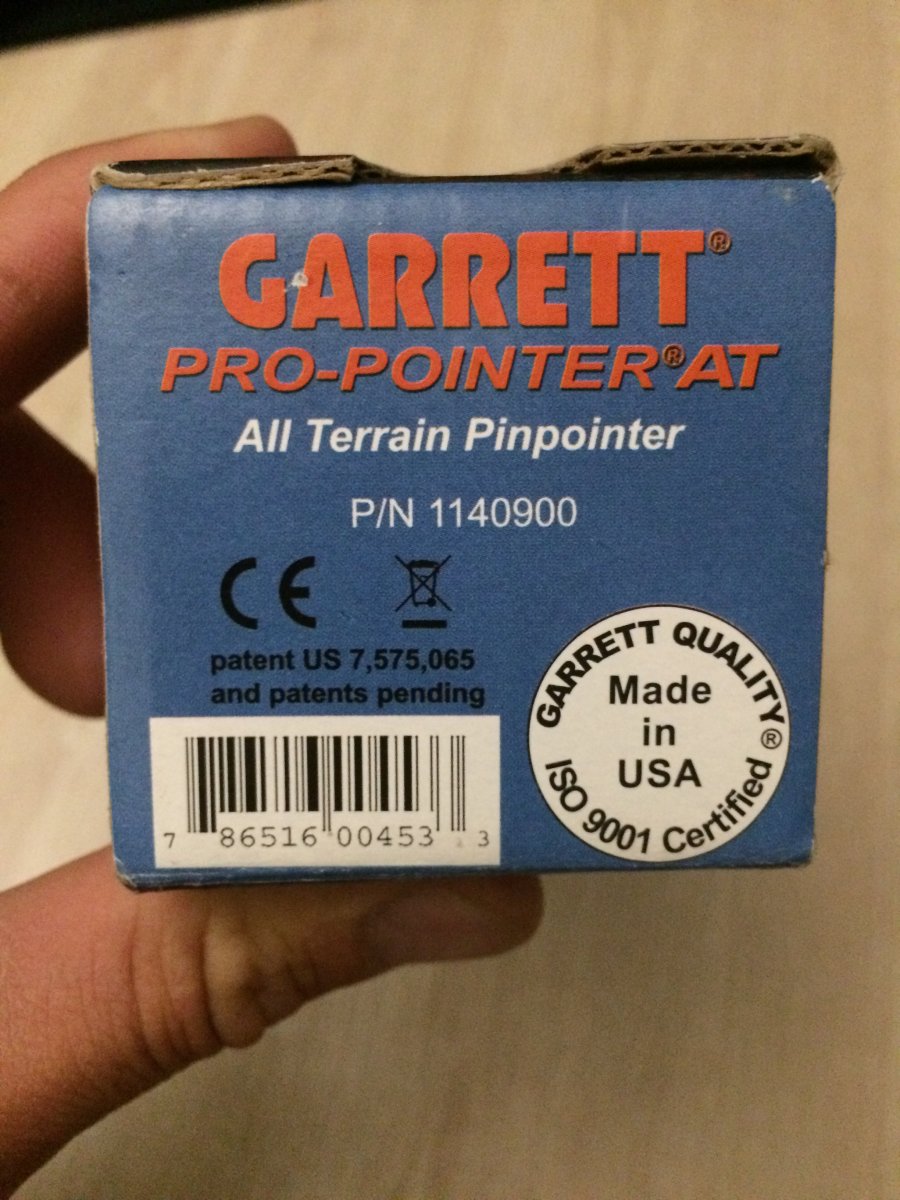 GARRETT®
PRO-POINTER® AT
All Terrain Pinpointer
P/N 1140900
CE
patent US 7,575,065
and patents pending
7 86516 00453 3
GARRETT QUALITY®
Made
in
USA
ISO 9001 Certified